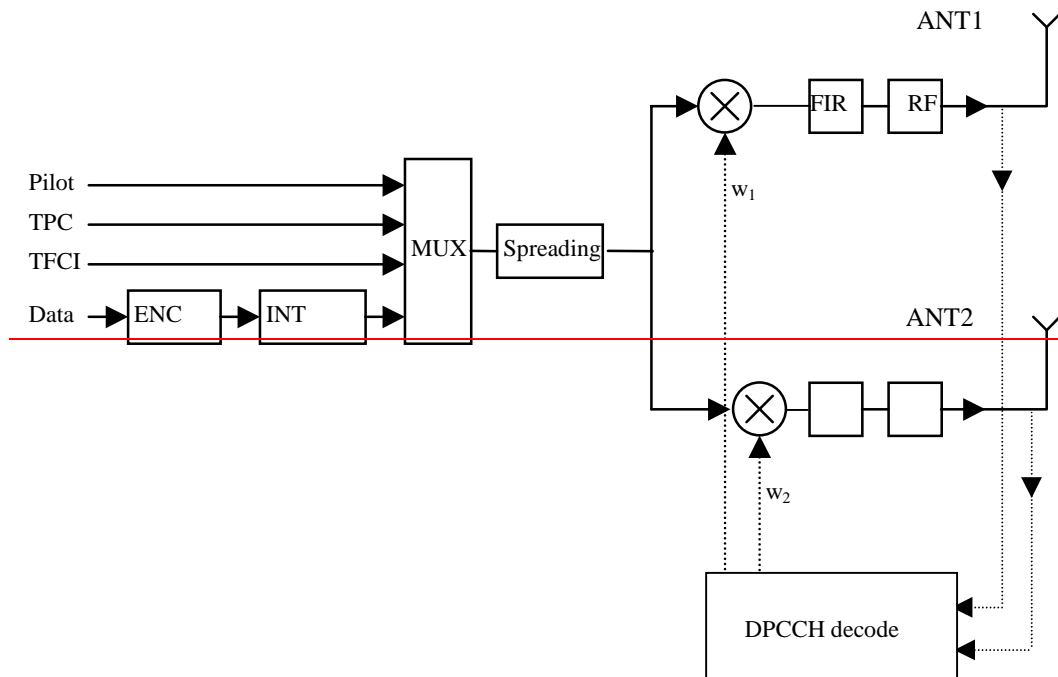 ANT1
FIR
RF
Pilot
w1
TPC
MUX
Spreading
TFCI
Data
ENC
INT
ANT2
w2
DPCCH decode